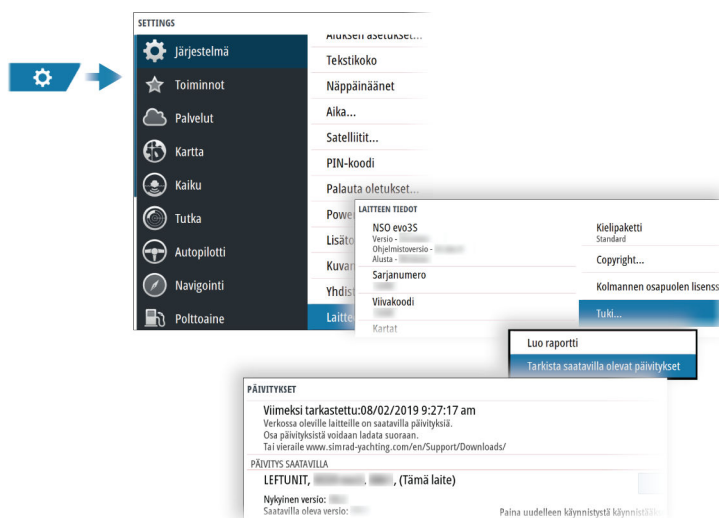 SETTINGS
Aluksen asetukset...
Järjestelmä
Tekstikoko
Toiminnot
Näppäinäänet
Aika...
Palvelut
Satelliitit...
Kartta
PIN-koodi
Kaiku
Palauta oletukset...
Tutka
Autopilotti
Navigointi
Polttoaine
LAITTEEN TIEDOT
NSO evo3S
Versio -
Ohjelmistoversio -
Alusta -
Sarjanumero
Viivakoodi
Kartat
Kielipaketti
Standard
Copyright...
Kolmannen osapuolen
Tuki...
Luo raportti
Tarkista saatavilla olevat päivitykset
PÄIVITYKSET
Viimeksi tarkastettu:08/02/2019 9:27:17 am
Verkossa oleville laitteille on saatavilla päivityksiä.
Osa päivityksistä voidaan ladata suoraan.
Tai vieraile www.simrad-yachting.com/en/Support/Downloads/
PÄIVITYS SAATAVILLA
LEFTUNIT, , , (Tämä laite)
Nykyinen versio:
Saatavilla oleva versio:
Paina uudelleen käynnistystä